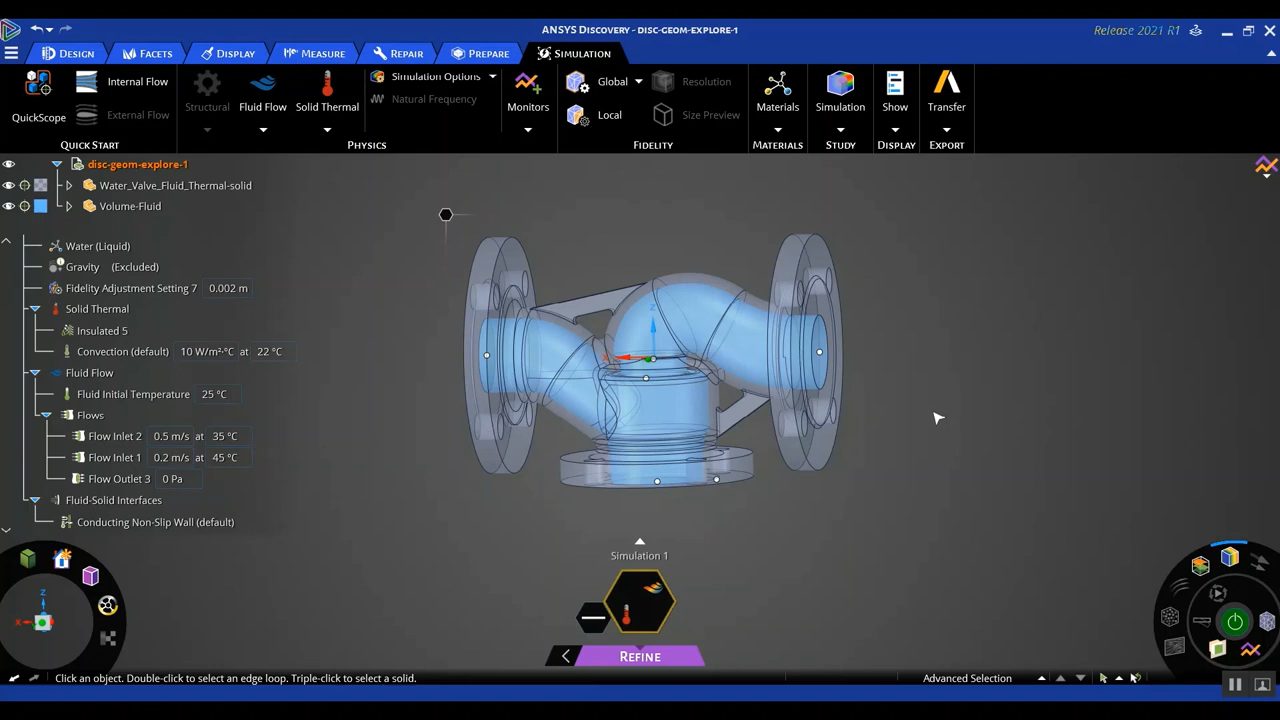 ANSYS Discovery - DISC-GEOM-EXPLORE-1
Release 2021 R1
Design
Facets
Display
Measure
Repair
Prepare
Simulation
QuickScope
Internal Flow
External Flow
Quick Start
Structural
Fluid Flow
Solid Thermal
Simulation Options
Natural Frequency
Physics
Monitors
Global
Local
Resolution
Size Preview
Fidelity
Materials
Materials
Simulation
Study
Show
Display
Transfer
Export
disc-geom-explore-1
Water_Valve_Fluid_Thermal-solid
Volume-Fluid
Water (Liquid)
Gravity (Excluded)
Fidelity Adjustment Setting 7 0.002 m
Solid Thermal
Insulated 5
Convection (default) 10 W/m²·°C at 22 °C
Fluid Flow
Fluid Initial Temperature 25 °C
Flows
Flow Inlet 2 0.5 m/s at 35 °C
Flow Inlet 1 0.2 m/s at 45 °C
Flow Outlet 3 0 Pa
Fluid-Solid Interfaces
Conducting Non-Slip Wall (default)
Z
X
Z
X
Simulation 1
Refine
Click an object. Double-click to select an edge loop. Triple-click to select a solid.
Advanced Selection